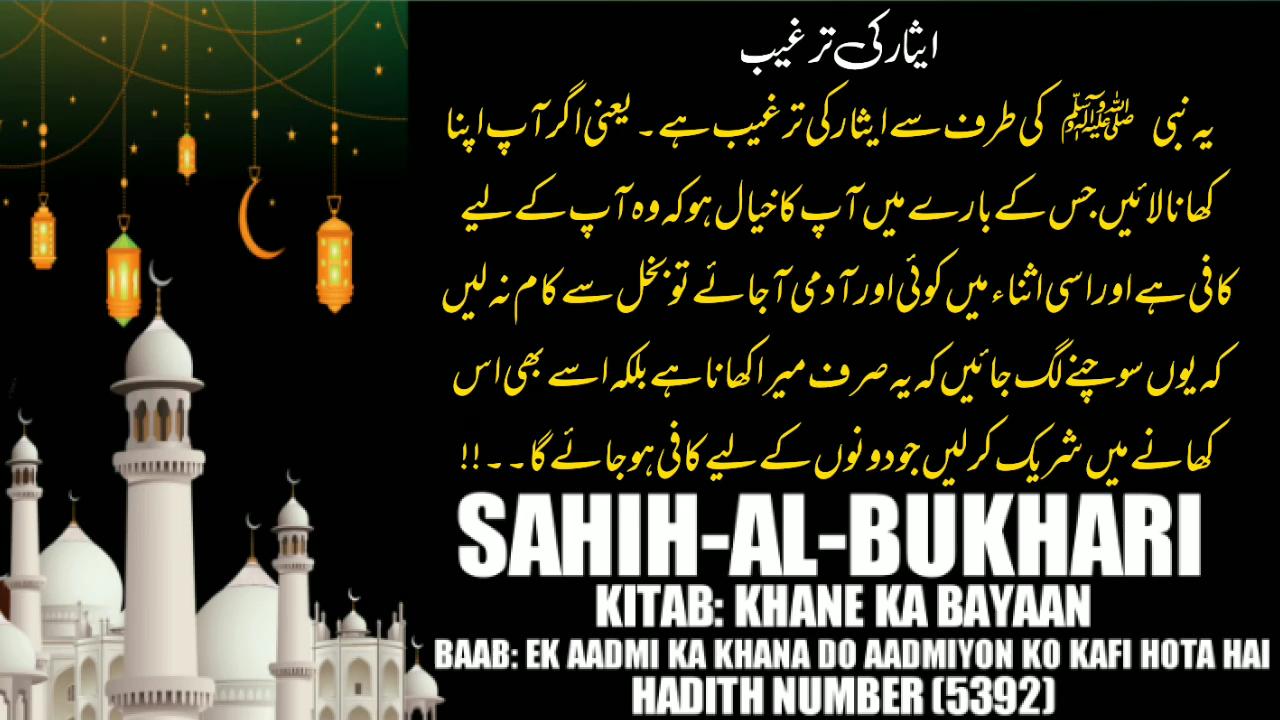 ایثار کی ترغیب
یہ نبی ﷺ کی طرف سے ایثار کی ترغیب ہے۔ یعنی اگر آپ اپنا
کھانا لائیں جس کے بارے میں آپ کا خیال ہو کہ وہ آپ کے لیے
کافی ہے اور اسی اثناء میں کوئی اور آدمی آجائے تو بخل سے کام نہ لیں
کہ یوں سوچنے لگ جائیں کہ یہ صرف میرا کھانا ہے بلکہ اسے بھی اس
کھانے میں شریک کرلیں جو دونوں کے لیے کافی ہوجائے گا۔۔!!
SAHIH-AL-BUKHARI
KITAB: KHANE KA BAYAAN
BAAB: EK AADMI KA KHANA DO AADMIYON KO KAFI HOTA HAI
HADITH NUMBER (5392)